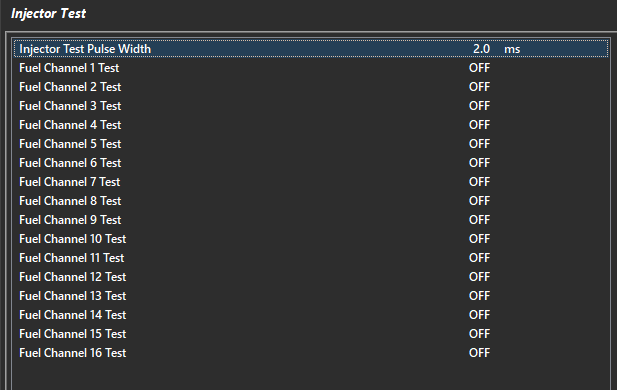 Injector Test
Injector Test Pulse Width 2.0 ms
Fuel Channel 1 Test OFF
Fuel Channel 2 Test OFF
Fuel Channel 3 Test OFF
Fuel Channel 4 Test OFF
Fuel Channel 5 Test OFF
Fuel Channel 6 Test OFF
Fuel Channel 7 Test OFF
Fuel Channel 8 Test OFF
Fuel Channel 9 Test OFF
Fuel Channel 10 Test OFF
Fuel Channel 11 Test OFF
Fuel Channel 12 Test OFF
Fuel Channel 13 Test OFF
Fuel Channel 14 Test OFF
Fuel Channel 15 Test OFF
Fuel Channel 16 Test OFF